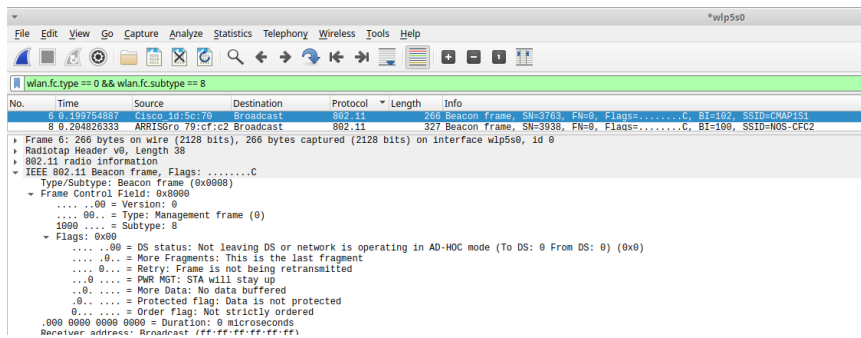 *wlp5s0
File Edit View Go Capture Analyze Statistics Telephony Wireless Tools Help
wlan.fc.type == 0 && wlan.fc.subtype == 8
No. Time Source Destination Protocol Length Info
6 0.199754887 Cisco_1d:5c:70 Broadcast 802.11 266 Beacon frame, SN=3763, FN=0, Flags=........C, BI=102, SSID=CMAP1S1
8 0.204826333 ARRISGro_79:cf:c2 Broadcast 802.11 327 Beacon frame, SN=3938, FN=0, Flags=........C, BI=100, SSID=NOS-CFC2
Frame 6: 266 bytes on wire (2128 bits), 266 bytes captured (2128 bits) on interface wlp5s0, id 0
Radiotap Header v0, Length 38
802.11 radio information
IEEE 802.11 Beacon frame, Flags: ........C
Type/Subtype: Beacon frame (0x0008)
Frame Control Field: 0x8000
.... ..00 = Version: 0
.... 00.. = Type: Management frame (0)
1000 .... = Subtype: 8
Flags: 0x00
.... ..00 = DS status: Not leaving DS or network is operating in AD-HOC mode (To DS: 0 From DS: 0) (0x0)
.... .0.. = More Fragments: This is the last fragment
.... 0... = Retry: Frame is not being retransmitted
...0 .... = PWR MGT: STA will stay up
..0. .... = More Data: No data buffered
.0.. .... = Protected flag: Data is not protected
0... .... = Order flag: Not strictly ordered
.000 0000 0000 0000 = Duration: 0 microseconds
Receiver address: Broadcast (ff:ff:ff:ff:ff:ff)